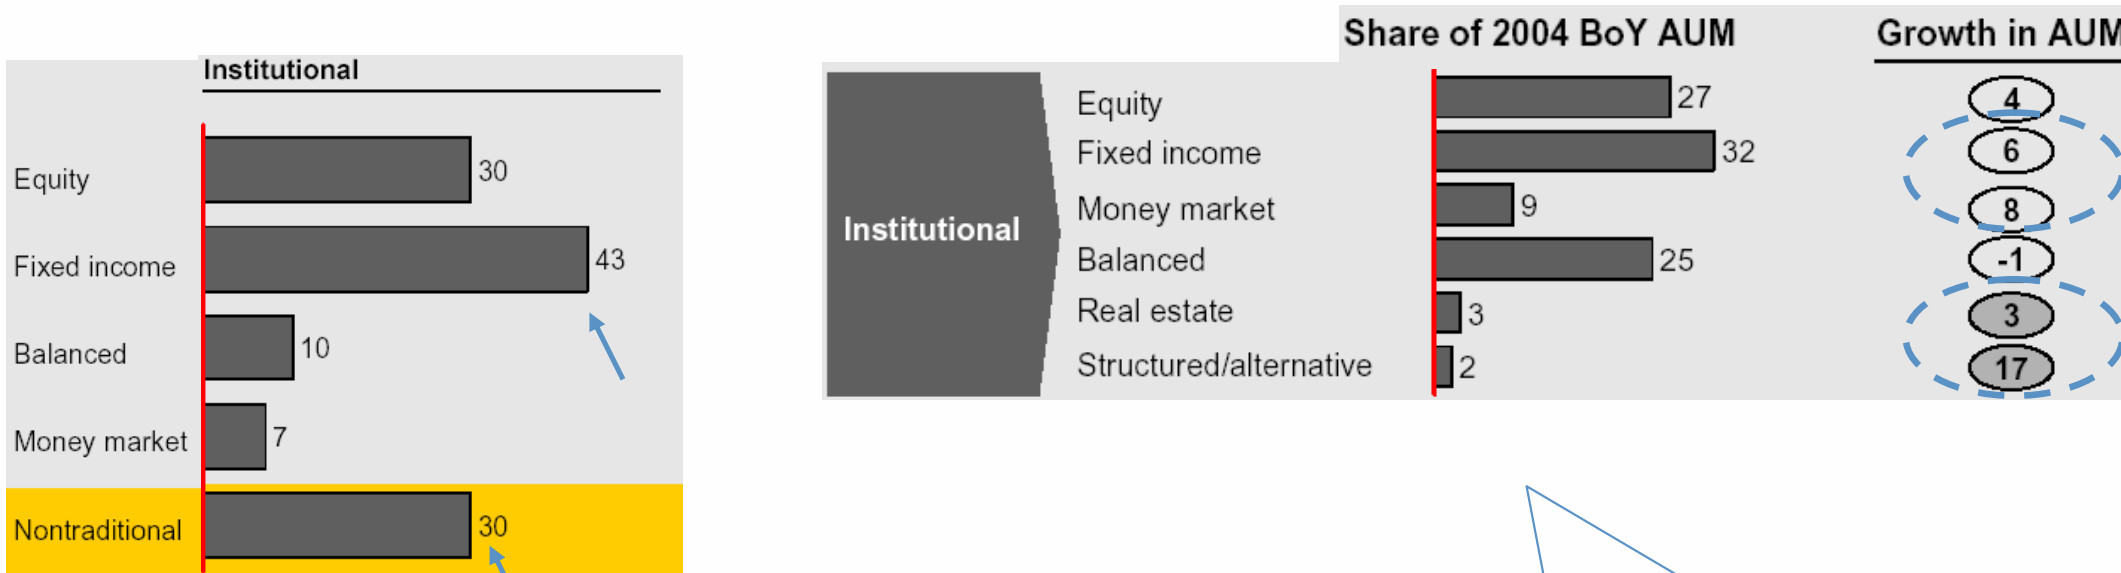 Institutional
Equity 30
Fixed income 43
Balanced 10
Money market 7
Nontraditional 30
Share of 2004 BoY AUM Growth in AUM
Institutional
Equity 27 4
Fixed income 32 6
Money market 9 8
Balanced 25 -1
Real estate 3 3
Structured/alternative 2 17